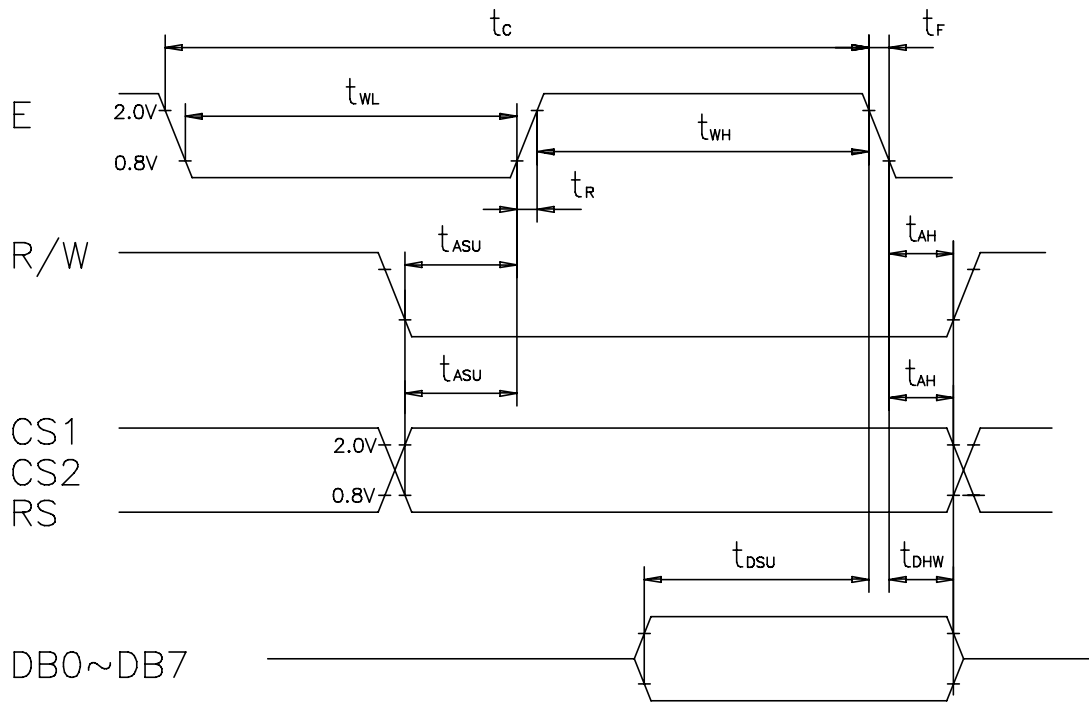 tC
tF
E
2.0V
tWL
tWH
0.8V
tR
R/W
tASU
tAH
tASU
tAH
CS1
2.0V
CS2
0.8V
RS
tDSU
tDHW
DB0~DB7